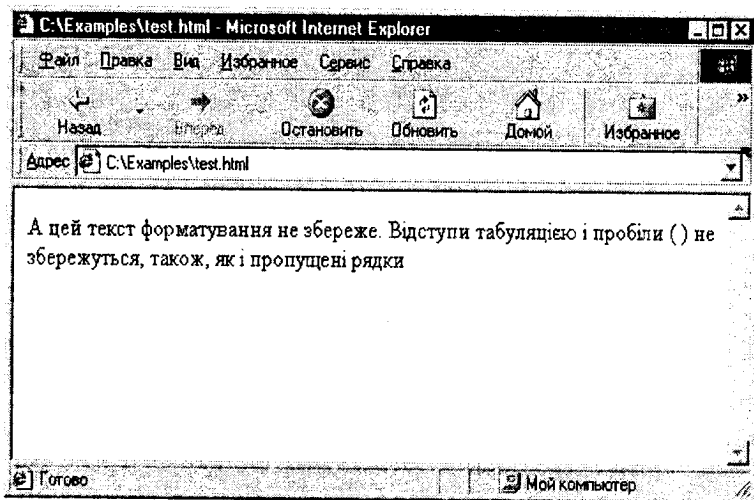 C:\Examples\test.html - Microsoft Internet Explorer
Файл Правка Вид Избранное Сервис Справка
Назад Вперед Остановить Обновить Домой Избранное »
Адрес C:\Examples\test.html
А цей текст форматування не збереже. Відступи табуляцією і пробіли ( ) не
збережуться, також, як і пропущені рядки
Готово Мой компьютер